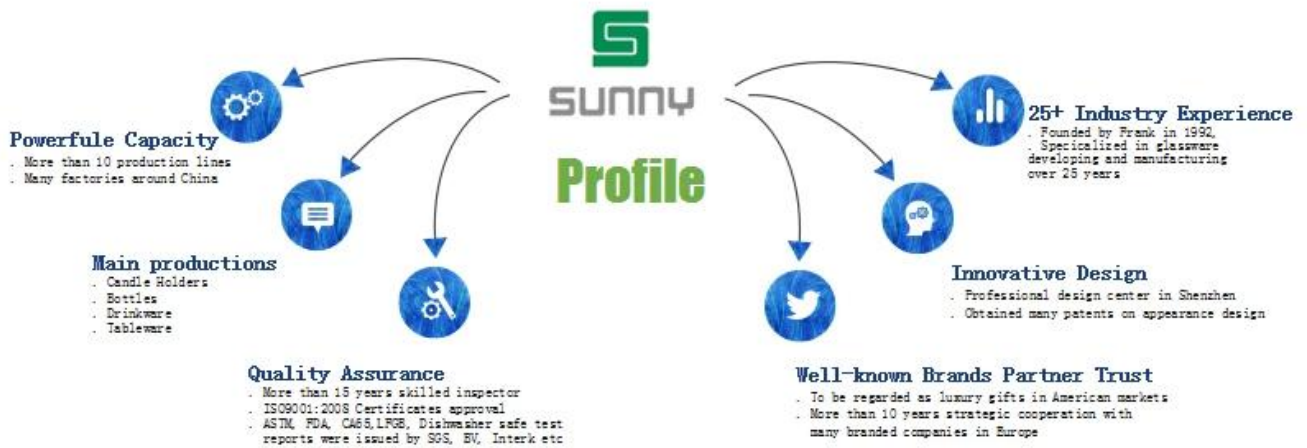 SUNNY
Profile
Powerfule Capacity
. More than 10 production lines
. Many factories around China
Main productions
. Candle Holders
. Bottles
. Drinkware
. Tableware
Quality Assurance
. More than 15 years skilled inspector
. ISO9001:2008 Certificates approval
. ASTM, FDA, CA65,LFGB, Dishwasher safe test
reports were issued by SGS, BV, Interk etc
25+ Industry Experience
. Founded by Frank in 1992,
. Specicalized in glassware
developing and manufacturing
over 25 years
Innovative Design
. Professional design center in Shenzhen
. Obtained many patents on appearance design
Well-known Brands Partner Trust
. To be regarded as luxury gifts in American markets
. More than 10 years strategic cooperation with
many branded companies in Europe